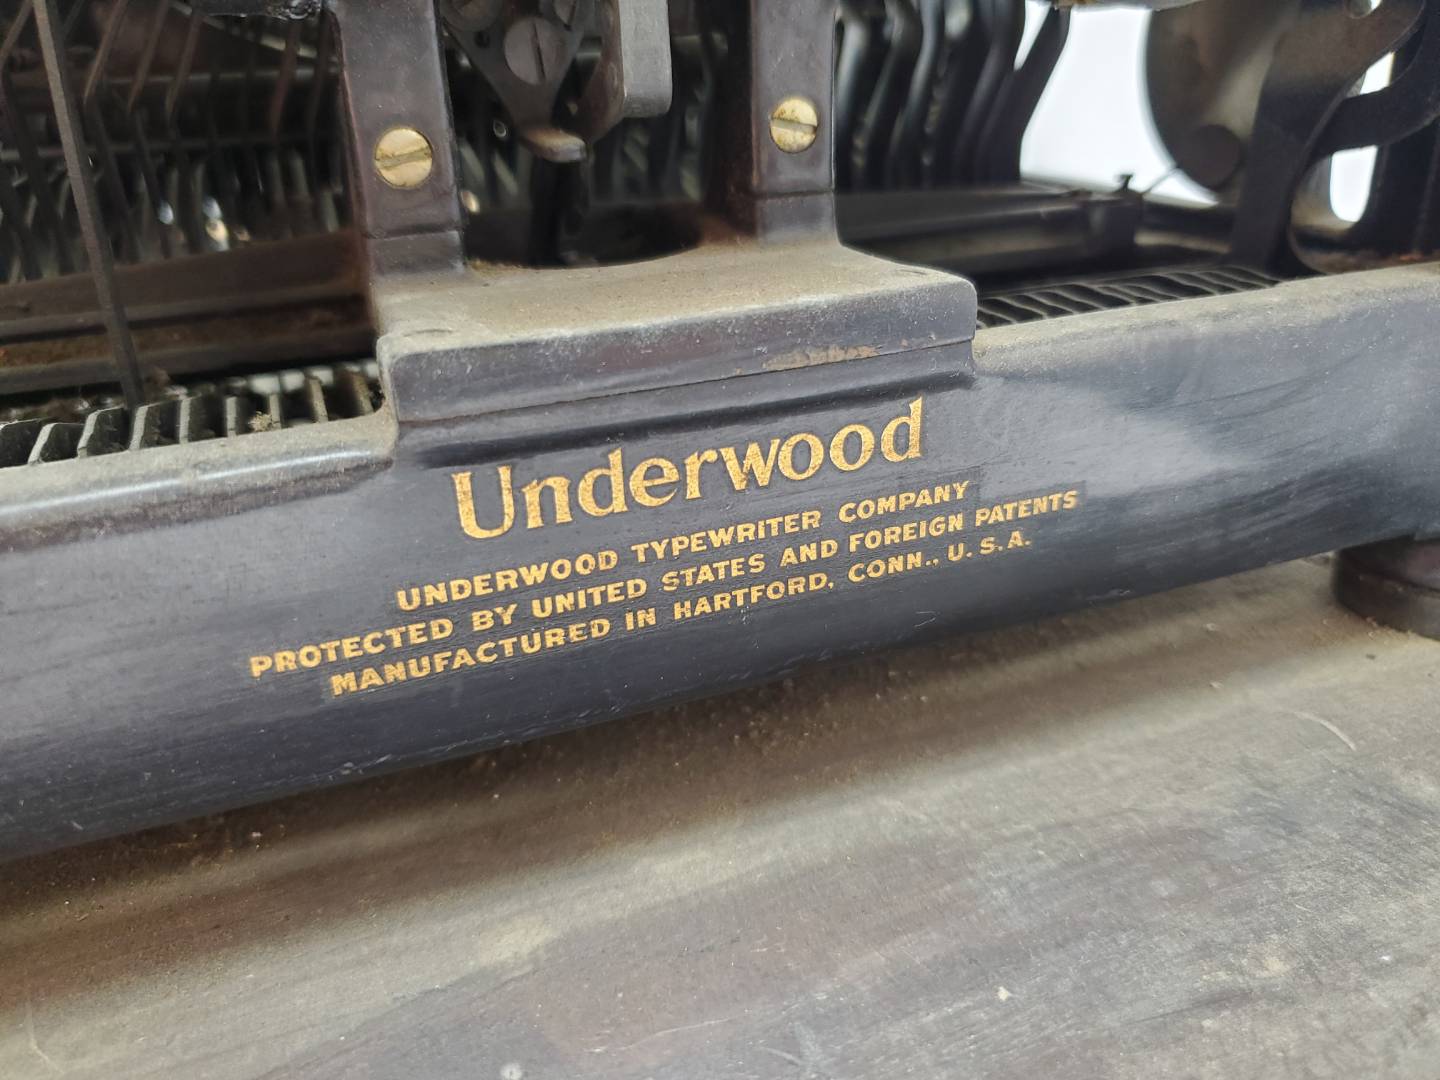 Underwood
UNDERWOOD TYPEWRITER COMPANY
PROTECTED BY UNITED STATES AND FOREIGN PATENTS
MANUFACTURED IN HARTFORD, CONN., U.S.A.